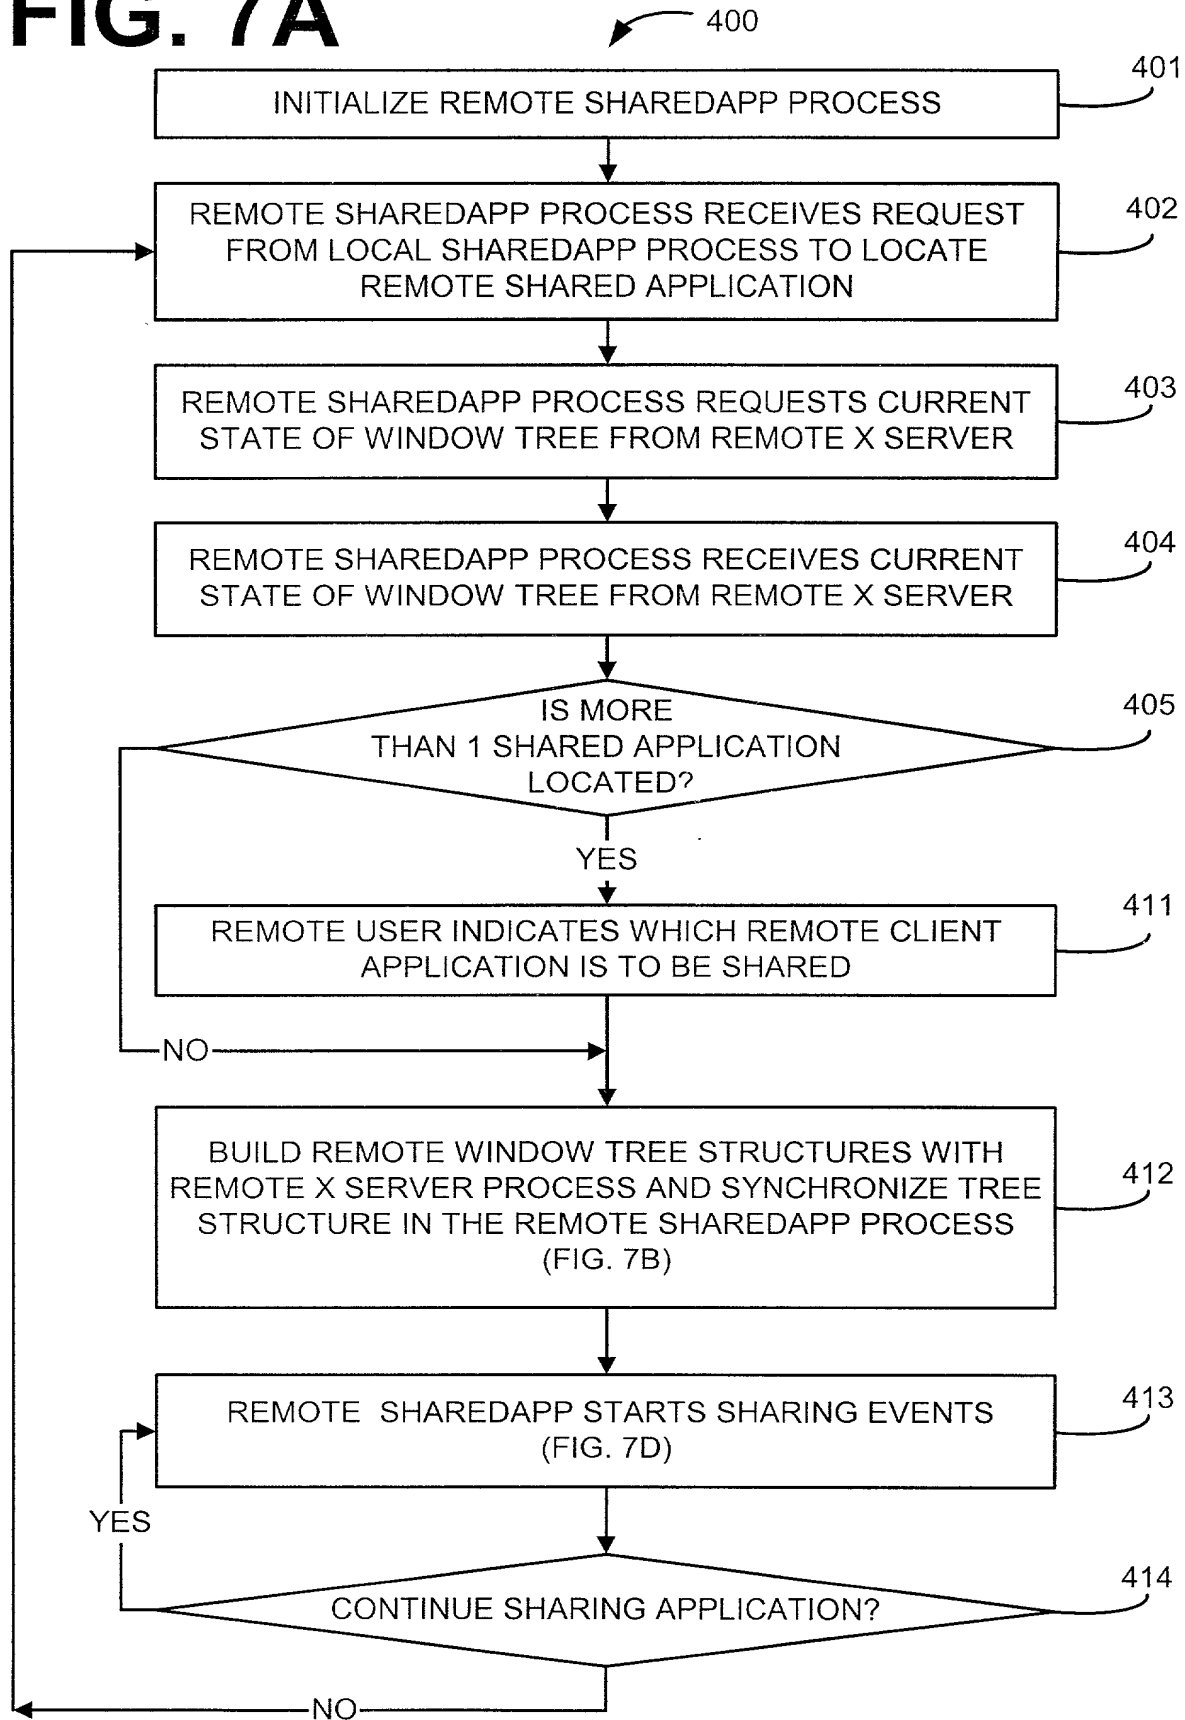 FIG. 7A
400
INITIALIZE REMOTE SHAREDAPP PROCESS
401
REMOTE SHAREDAPP PROCESS RECEIVES REQUEST
FROM LOCAL SHAREDAPP PROCESS TO LOCATE
REMOTE SHARED APPLICATION
402
REMOTE SHAREDAPP PROCESS REQUESTS CURRENT
STATE OF WINDOW TREE FROM REMOTE X SERVER
403
REMOTE SHAREDAPP PROCESS RECEIVES CURRENT
STATE OF WINDOW TREE FROM REMOTE X SERVER
404
IS MORE
THAN 1 SHARED APPLICATION
LOCATED?
405
YES
REMOTE USER INDICATES WHICH REMOTE CLIENT
APPLICATION IS TO BE SHARED
411
NO
BUILD REMOTE WINDOW TREE STRUCTURES WITH
REMOTE X SERVER PROCESS AND SYNCHRONIZE TREE
STRUCTURE IN THE REMOTE SHAREDAPP PROCESS
(FIG. 7B)
412
REMOTE SHAREDAPP STARTS SHARING EVENTS
(FIG. 7D)
413
YES
CONTINUE SHARING APPLICATION?
414
NO